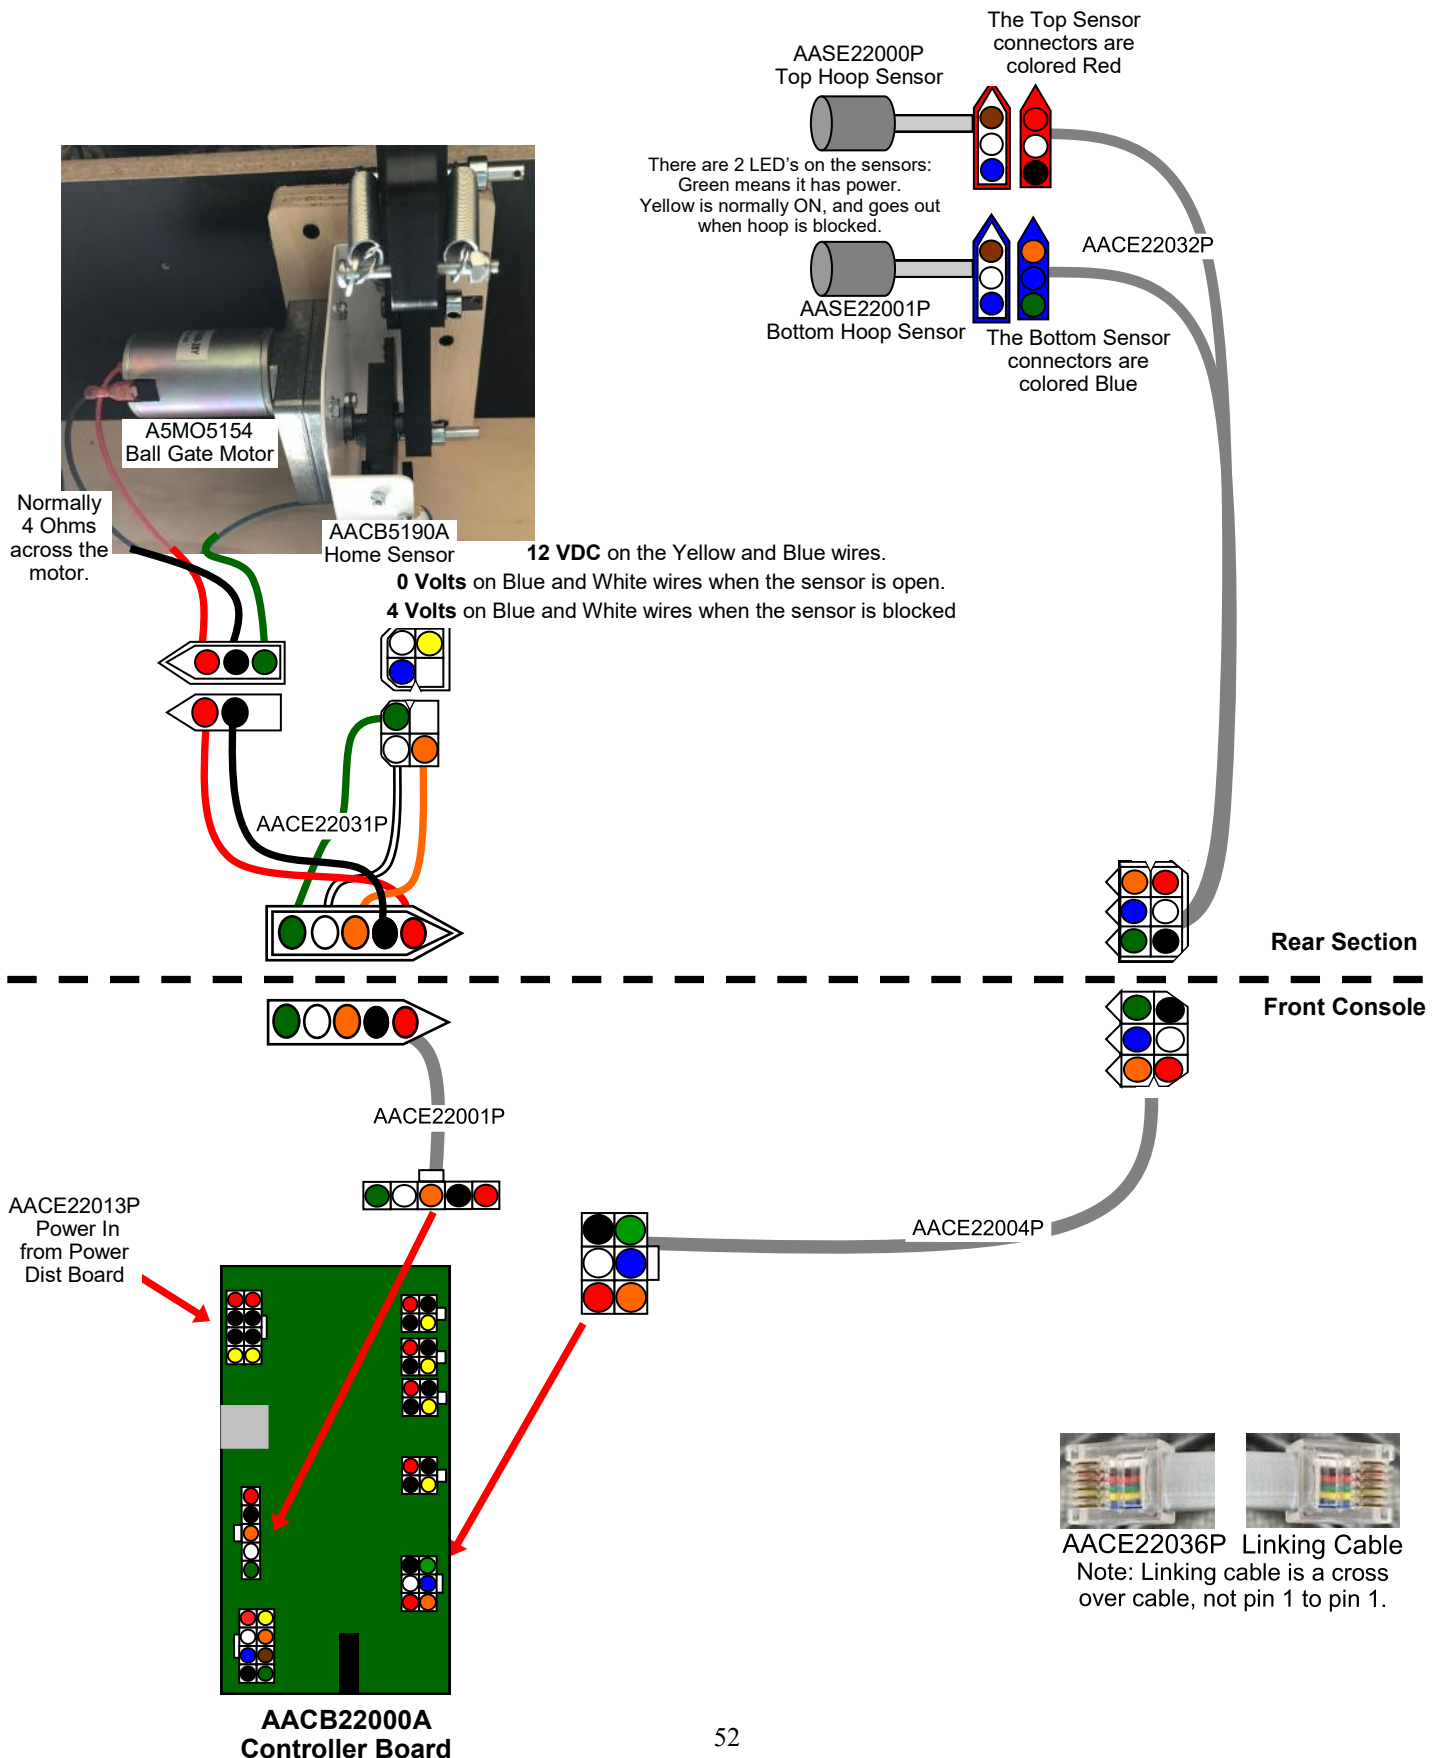 The Top Sensor
connectors are
colored Red
AASE22000P
Top Hoop Sensor
There are 2 LED's on the sensors:
Green means it has power.
Yellow is normally ON, and goes out
when hoop is blocked.
AACE22032P
AASE22001P
Bottom Hoop Sensor
The Bottom Sensor
connectors are
colored Blue
A5MO5154
Ball Gate Motor
Normally
4 Ohms
across the
motor.
AACB5190A
Home Sensor
12 VDC on the Yellow and Blue wires.
0 Volts on Blue and White wires when the sensor is open.
4 Volts on Blue and White wires when the sensor is blocked
AACE22031P
Rear Section
Front Console
AACE22001P
AACE22013P
Power In
from Power
Dist Board
AACE22004P
AACE22036P Linking Cable
Note: Linking cable is a cross
over cable, not pin 1 to pin 1.
AACB22000A
Controller Board
52